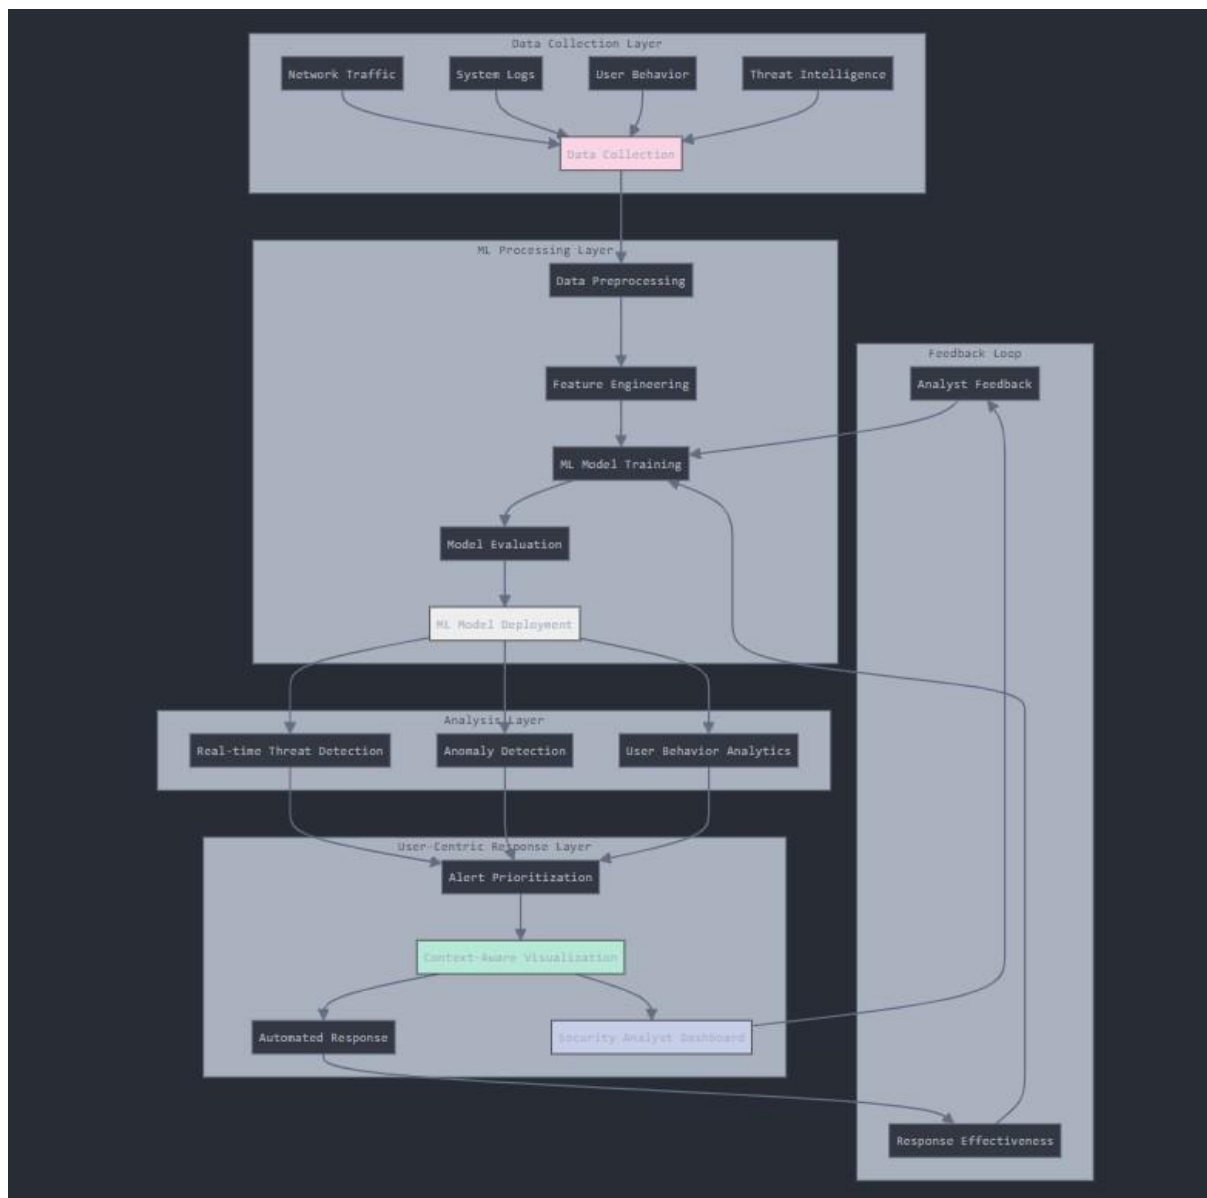 Data Collection Layer
Network Traffic
System Logs
User Behavior
Threat Intelligence
Data Collection
ML Processing Layer
Data Preprocessing
Feature Engineering
ML Model Training
Model Evaluation
ML Model Deployment
Feedback Loop
Analyst Feedback
Analysis Layer
Real-time Threat Detection
Anomaly Detection
User Behavior Analytics
User-Centric Response Layer
Alert Prioritization
Context-Aware Visualization
Automated Response
Security Analyst Dashboard
Response Effectiveness